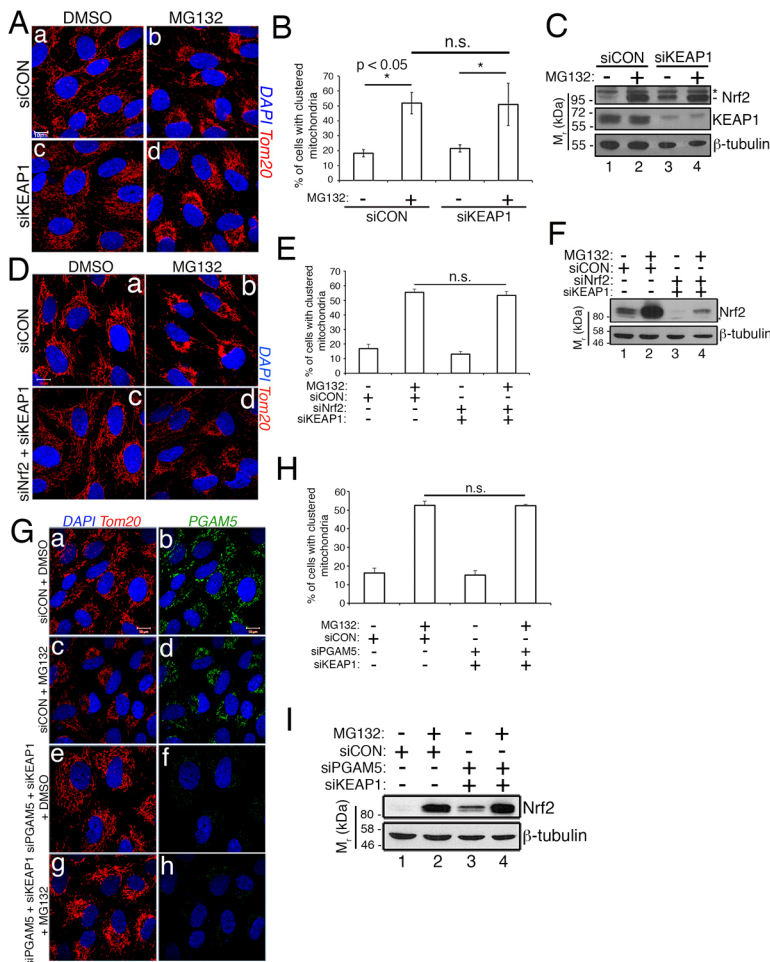 A
DMSO
MG132
siCON
siKEAP1
a
b
c
d
10µm
DAPI Tom20
B
n.s.
p < 0.05
*
*
% of cells with clustered
mitochondria
80
70
60
50
40
30
20
10
0
MG132: - + - +
siCON
siKEAP1
C
siCON siKEAP1
MG132: - + - +
*
Nrf2
KEAP1
β-tubulin
Mr (kDa)
95
72
55
55
1 2 3 4
D
DMSO
MG132
siCON
siNrf2 + siKEAP1
a
b
c
d
DAPI Tom20
E
n.s.
% of cells with clustered
mitochondria
70
60
50
40
30
20
10
0
MG132: - + - +
siCON: + + - -
siNrf2: - - + +
siKEAP1: - - + +
F
MG132: - + - +
siCON: + + - -
siNrf2: - - + +
siKEAP1: - - + +
Nrf2
β-tubulin
Mr (kDa)
80
58
46
1 2 3 4
G
DAPI Tom20
PGAM5
siCON + DMSO
siCON + MG132
siPGAM5 + siKEAP1
+ DMSO
siPGAM5 + siKEAP1
+ MG132
a
b
c
d
e
f
g
h
H
n.s.
% of cells with clustered
mitochondria
60
50
40
30
20
10
0
MG132: - + - +
siCON: + + - -
siPGAM5: - - + +
siKEAP1: - - + +
I
MG132: - + - +
siCON: + + - -
siPGAM5: - - + +
siKEAP1: - - + +
Nrf2
β-tubulin
Mr (kDa)
80
58
46
1 2 3 4